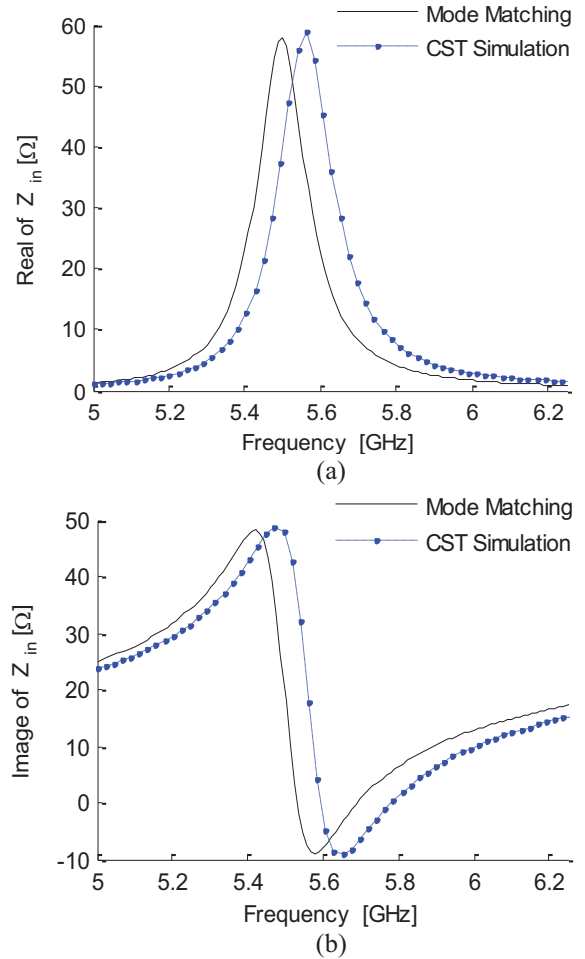 Mode Matching
CST Simulation
60
50
40
30
20
10
0
Real of Z in [Ω]
5 5.2 5.4 5.6 5.8 6 6.2
Frequency [GHz]
(a)
Mode Matching
CST Simulation
50
40
30
20
10
0
-10
Image of Z in [Ω]
5 5.2 5.4 5.6 5.8 6 6.2
Frequency [GHz]
(b)